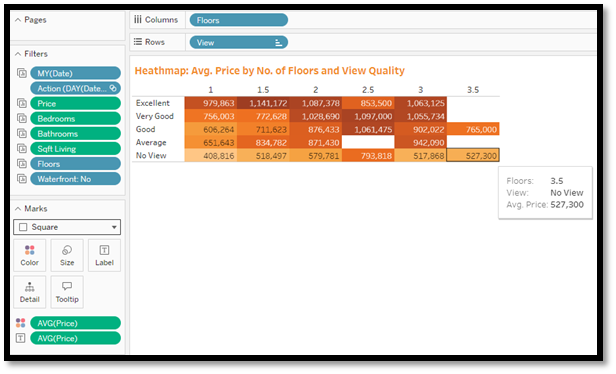 Pages
Columns
Floors
Rows
View
Filters
MY(Date)
Action (DAY(Date...
Price
Bedrooms
Bathrooms
Sqft Living
Floors
Waterfront: No
Marks
Square
Color Size Label
Detail Tooltip
AVG(Price)
AVG(Price)
Heathmap: Avg. Price by No. of Floors and View Quality
1 1.5 2 2.5 3 3.5
Excellent 979,863 1,141,172 1,087,378 853,500 1,063,125
Very Good 756,003 772,628 1,028,690 1,097,000 1,055,734
Good 606,264 711,623 876,433 1,061,475 902,022 765,000
Average 651,643 834,782 871,430 942,090
No View 408,816 518,497 579,781 793,818 517,868 527,300
Floors: 3.5
View: No View
Avg. Price: 527,300